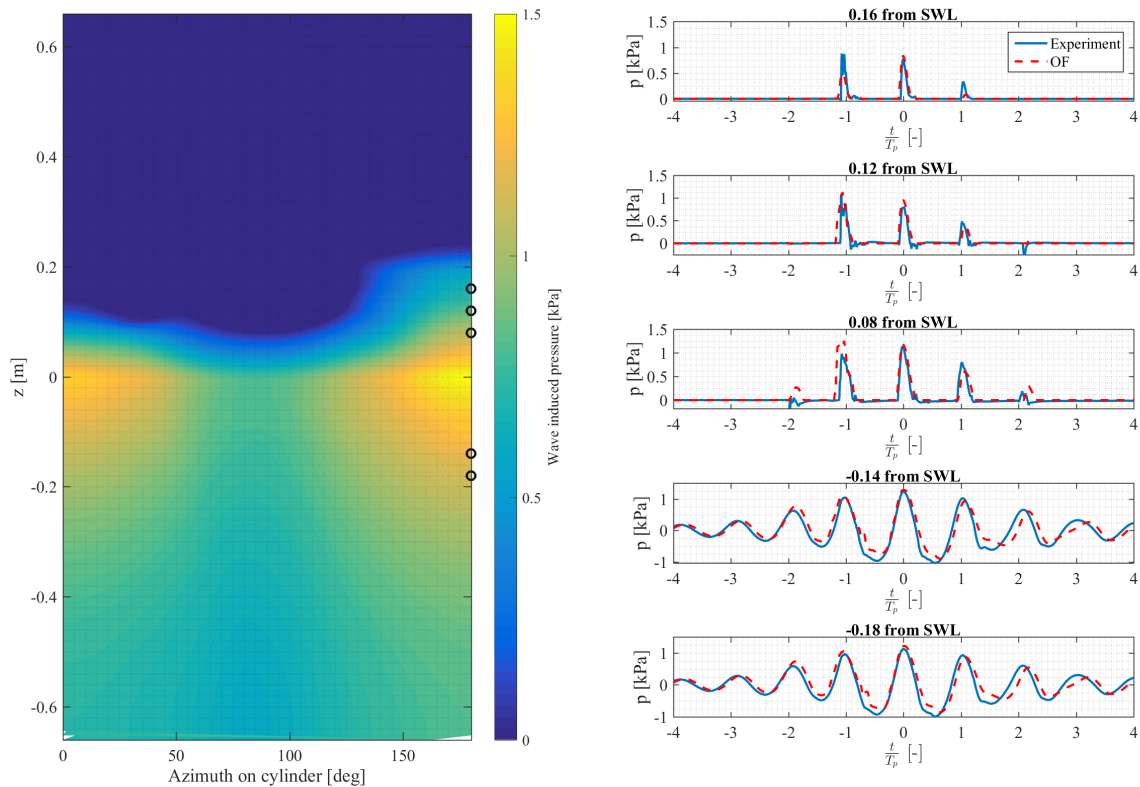 0.6
0.4
0.2
0
-0.2
-0.4
-0.6
z [m]
0
50
100
150
Azimuth on cylinder [deg]
1.5
1
0.5
0
Wave induced pressure [kPa]
0.16 from SWL
1.5
1
0.5
0
p [kPa]
Experiment
OF
-4 -3 -2 -1 0 1 2 3 4
t/T_p [-]
0.12 from SWL
1.5
1
0.5
0
p [kPa]
-4 -3 -2 -1 0 1 2 3 4
t/T_p [-]
0.08 from SWL
1.5
1
0.5
0
p [kPa]
-4 -3 -2 -1 0 1 2 3 4
t/T_p [-]
-0.14 from SWL
1
0
-1
p [kPa]
-4 -3 -2 -1 0 1 2 3 4
t/T_p [-]
-0.18 from SWL
1
0
-1
p [kPa]
-4 -3 -2 -1 0 1 2 3 4
t/T_p [-]